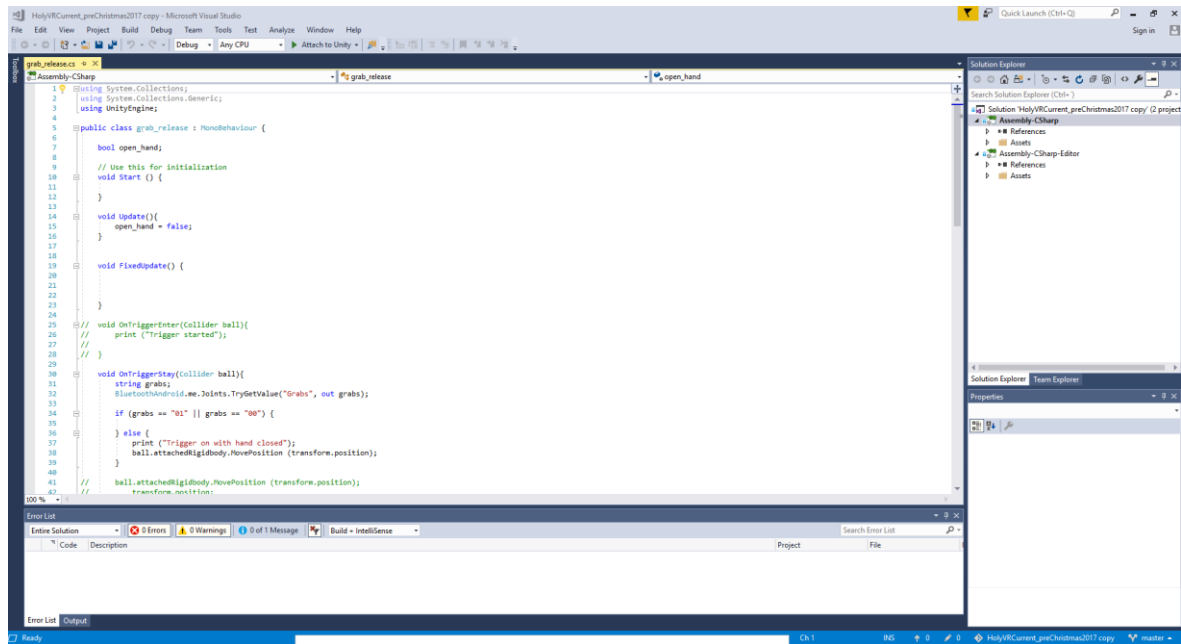 HolyVRCurrent_preChristmas2017 copy - Microsoft Visual Studio
Quick Launch (Ctrl+Q)
File Edit View Project Build Debug Team Tools Test Analyze Window Help
Sign in
Debug Any CPU Attach to Unity
Toolbox
grab_release.cs
Assembly-CSharp grab_release open_hand
1 using System.Collections;
2 using System.Collections.Generic;
3 using UnityEngine;
4
5 public class grab_release : MonoBehaviour {
6
7 bool open_hand;
8
9 // Use this for initialization
10 void Start () {
11
12 }
13
14 void Update(){
15 open_hand = false;
16 }
17
18
19 void FixedUpdate() {
20
21
22
23 }
24
25 // void OnTriggerEnter(Collider ball){
26 // print ("Trigger started");
27 //
28 // }
29
30 void OnTriggerStay(Collider ball){
31 string grabs;
32 BluetoothAndroid.me.Joints.TryGetValue("Grabs", out grabs);
33
34 if (grabs == "01" || grabs == "00") {
35
36 } else {
37 print ("Trigger on with hand closed");
38 ball.attachedRigidbody.MovePosition (transform.position);
39 }
40
41 // ball.attachedRigidbody.MovePosition (transform.position);
42 // transform.position;
100 %
Solution Explorer
Search Solution Explorer (Ctrl+;)
Solution 'HolyVRCurrent_preChristmas2017 copy' (2 project
Assembly-CSharp
References
Assets
Assembly-CSharp-Editor
References
Assets
Solution Explorer Team Explorer
Properties
Error List
Entire Solution 0 Errors 0 Warnings 0 of 1 Message Build + IntelliSense Search Error List
Code Description Project File
Error List Output
Ready Ch 1 INS 0 0 HolyVRCurrent_preChristmas2017 copy master